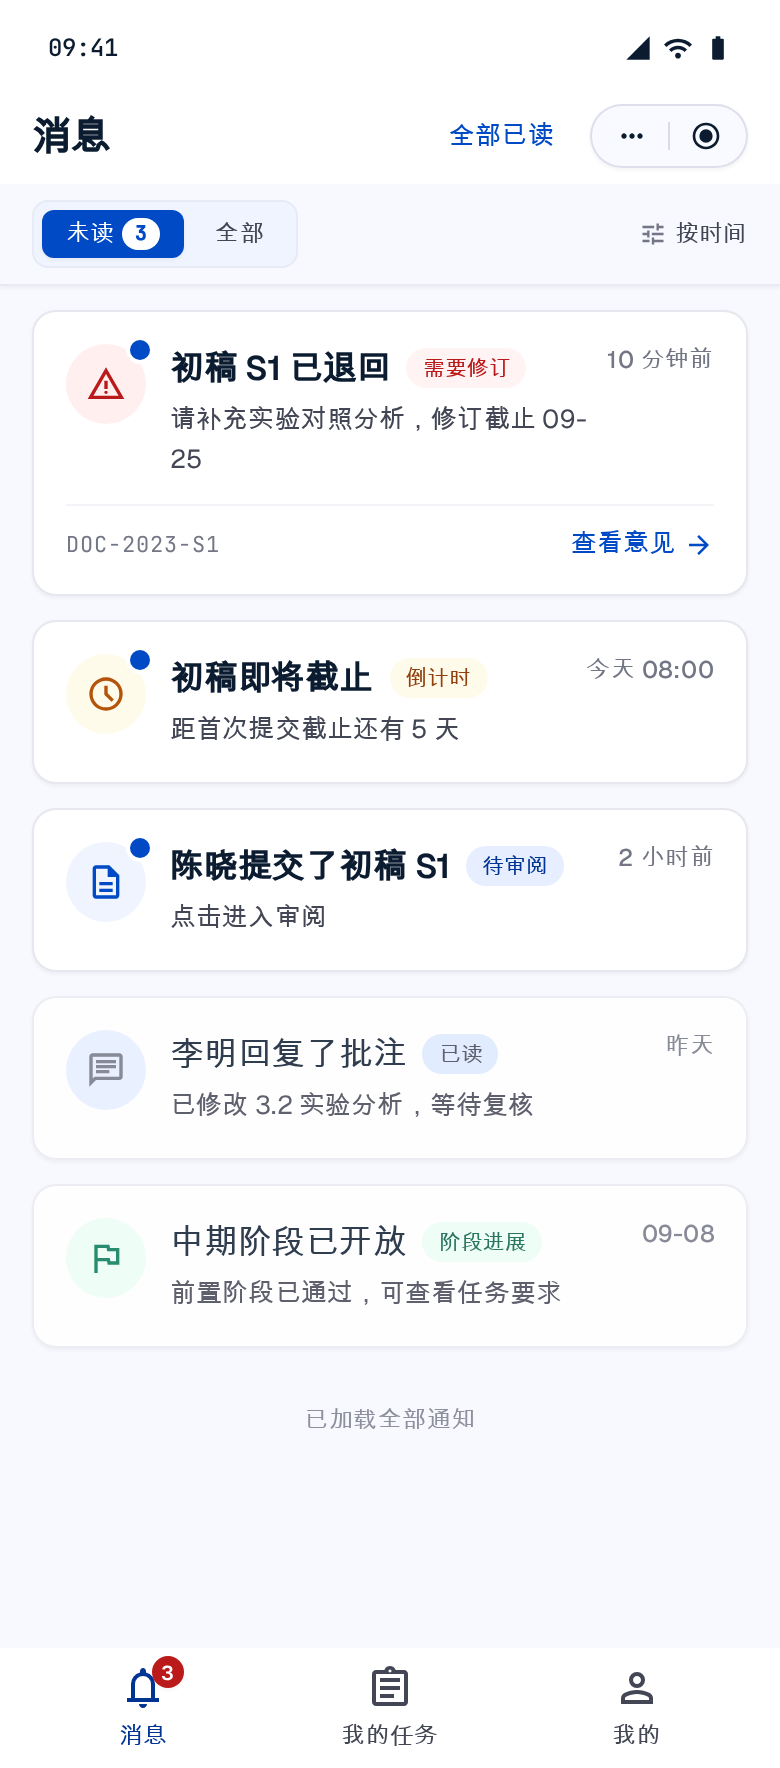 09:41
消息
全部已读
未读 3
全部
按时间
初稿 S1 已退回 需要修订 10 分钟前
请补充实验对照分析，修订截止 09-
25
DOC-2023-S1
查看意见
初稿即将截止 倒计时 今天 08:00
距首次提交截止还有 5 天
陈晓提交了初稿 S1 待审阅 2 小时前
点击进入审阅
李明回复了批注 已读 昨天
已修改 3.2 实验分析，等待复核
中期阶段已开放 阶段进展 09-08
前置阶段已通过，可查看任务要求
已加载全部通知
3
消息
我的任务
我的